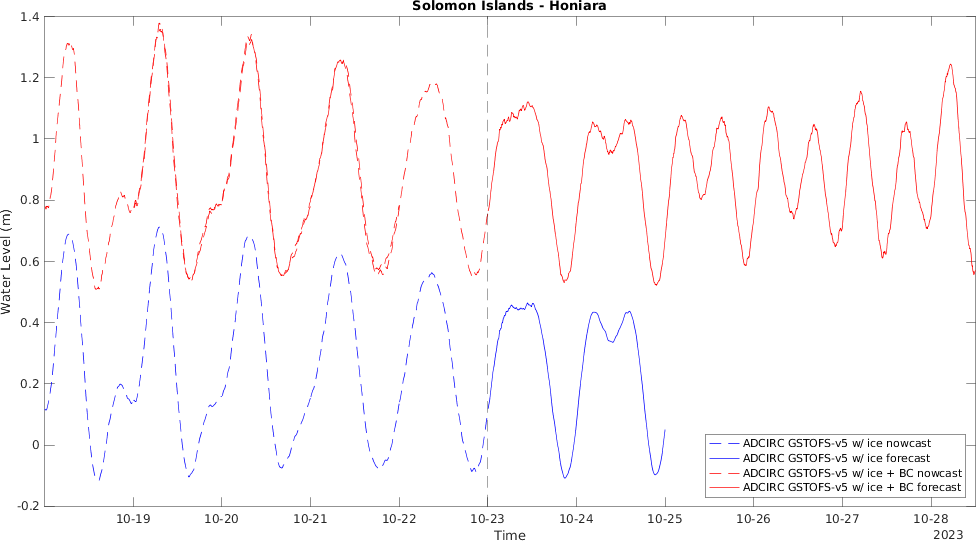 Solomon Islands - Honiara
1.4
1.2
1
0.8
0.6
0.4
0.2
0
-0.2
Water Level (m)
10-19
10-20
10-21
10-22
10-23
10-24
10-25
10-26
10-27
10-28
2023
Time
ADCIRC GSTOFS-v5 w/ ice nowcast
ADCIRC GSTOFS-v5 w/ ice forecast
ADCIRC GSTOFS-v5 w/ ice + BC nowcast
ADCIRC GSTOFS-v5 w/ ice + BC forecast